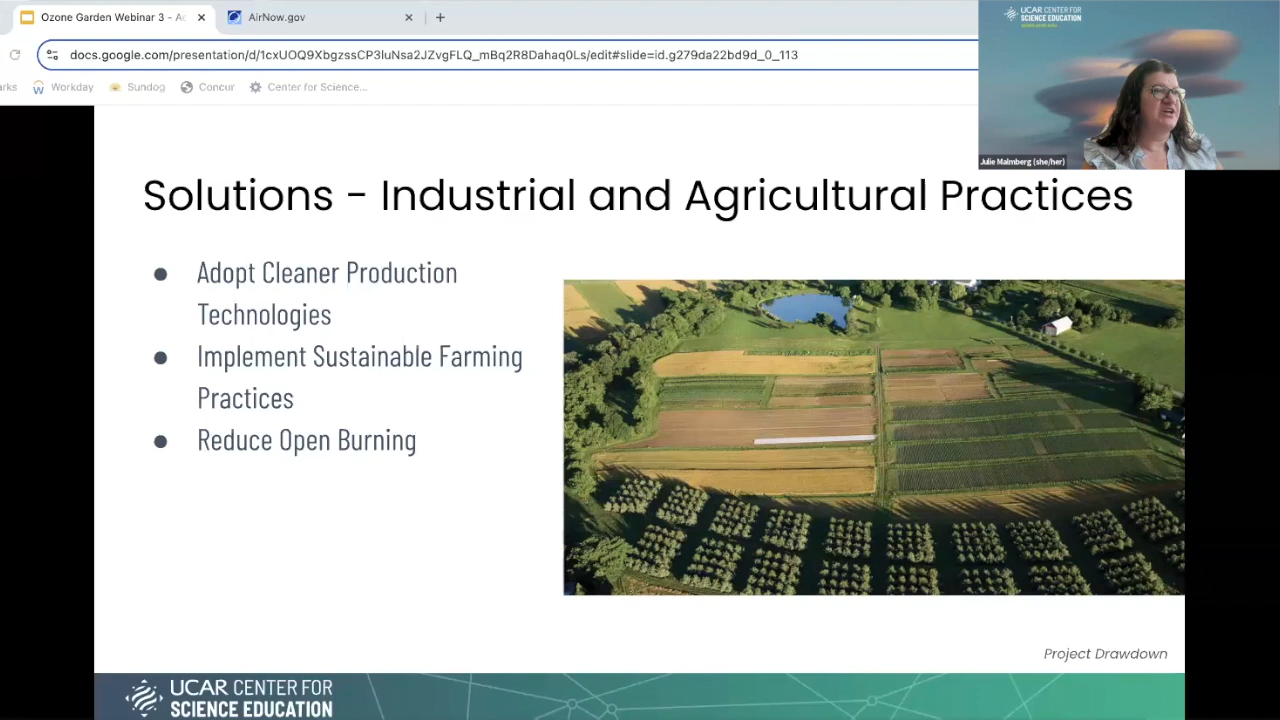 Ozone Garden Webinar 3 - Ac
AirNow.gov
docs.google.com/presentation/d/1cxUOQ9XbgzssCP3luNsa2JZvgFLQ_mBq2R8Dahaq0Ls/edit#slide=id.g279da22bd9d_0_113
arks
Workday
Sundog
Concur
Center for Science...
UCAR CENTER FOR
SCIENCE EDUCATION
Julie Malmberg (she/her)
Solutions - Industrial and Agricultural Practices
● Adopt Cleaner Production
Technologies
● Implement Sustainable Farming
Practices
● Reduce Open Burning
Project Drawdown
UCAR CENTER FOR
SCIENCE EDUCATION